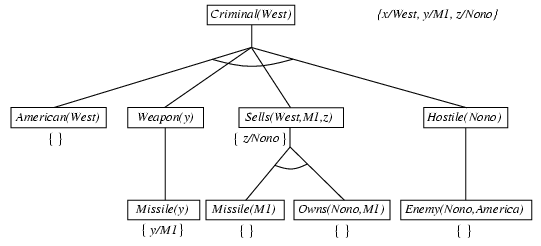 Criminal(West)
{x/West, y/M1, z/Nono}
American(West)
Weapon(y)
Sells(West,M1,z)
Hostile(Nono)
{ }
{ z/Nono }
Missile(y)
Missile(M1)
Owns(Nono,M1)
Enemy(Nono,America)
{ y/M1 }
{ }
{ }
{ }